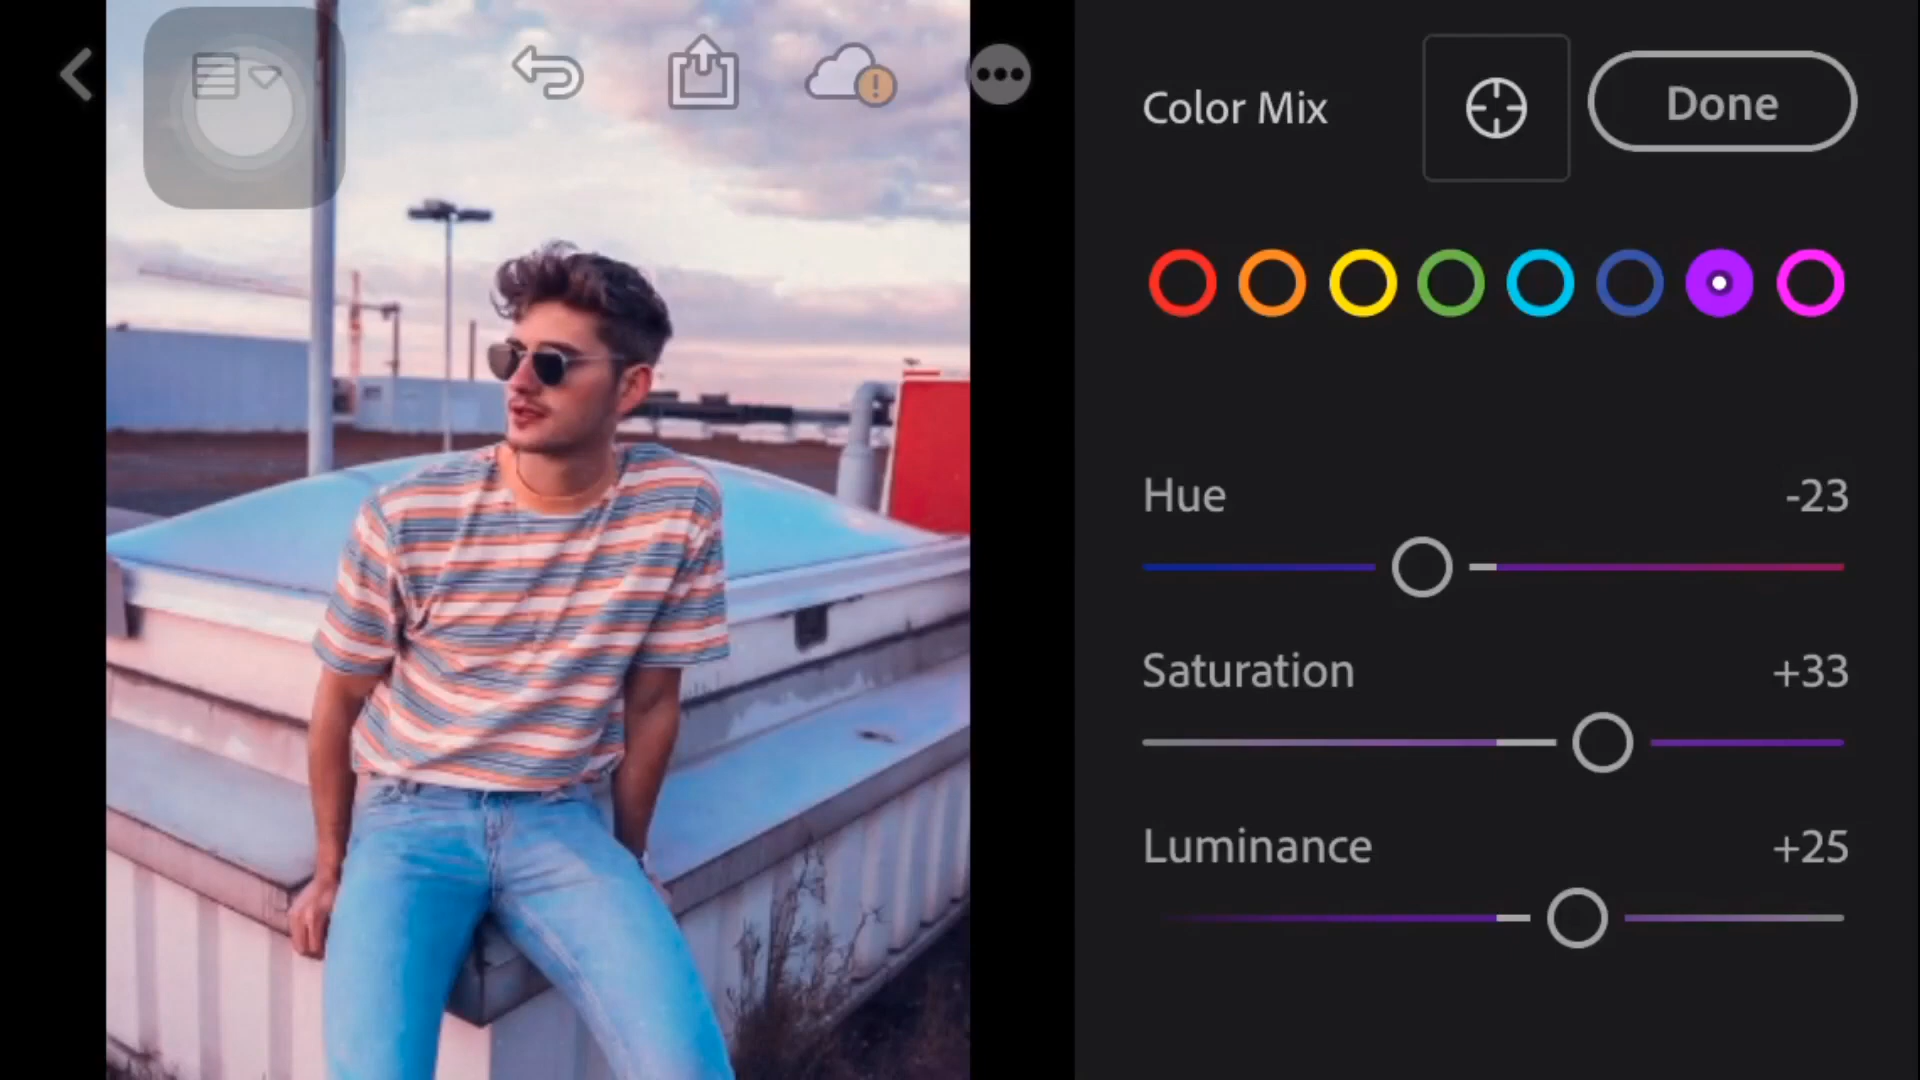 Color Mix
Done
Hue
-23
Saturation
+33
Luminance
+25